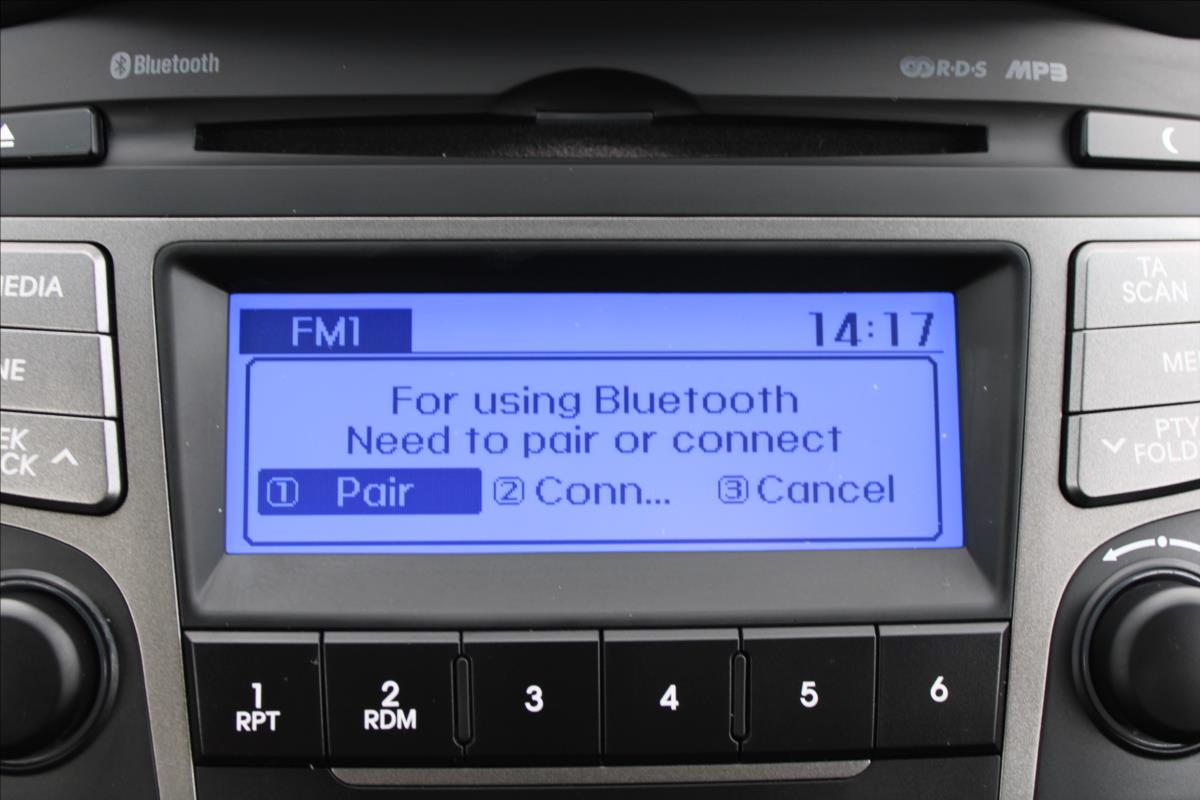 Bluetooth
R·D·S MP3
MEDIA
TA
SCAN
FM1 14:17
For using Bluetooth
Need to pair or connect
① Pair ② Conn... ③ Cancel
PTY
FOLD
1
RPT
2
RDM
3
4
5
6